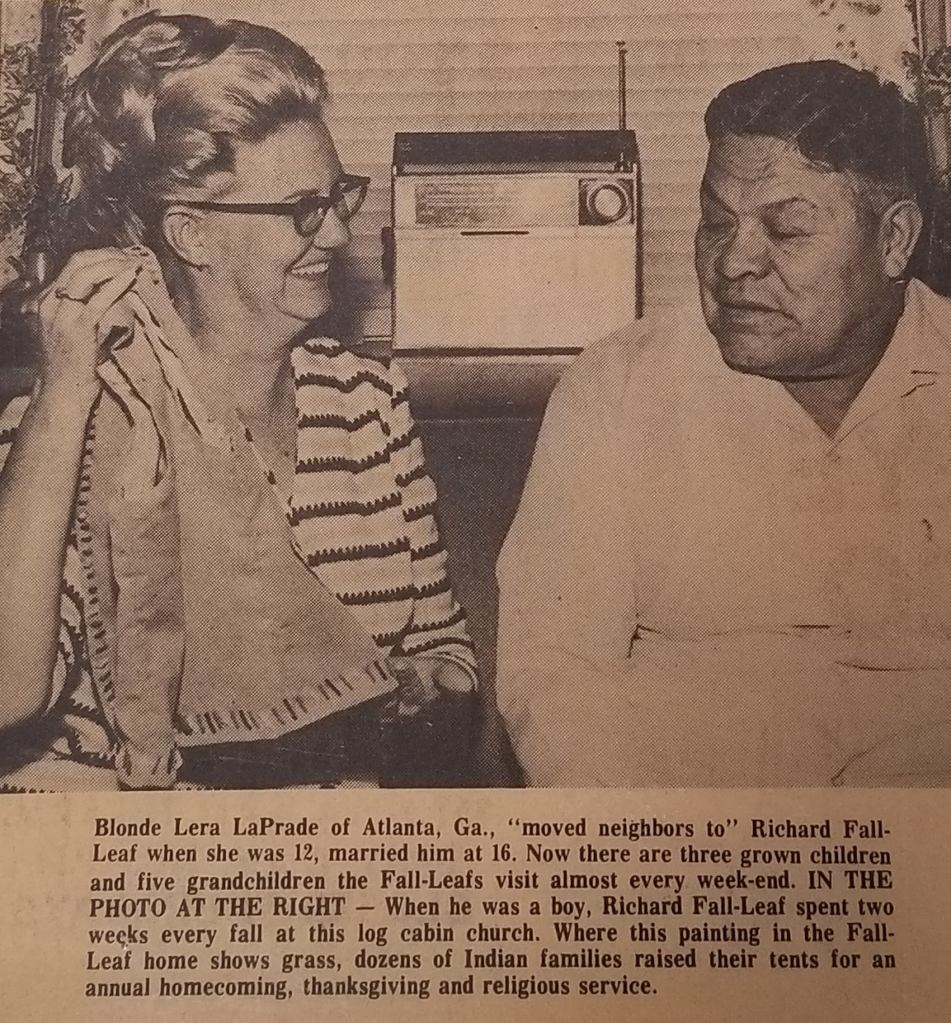 Blonde Lera LaPrade of Atlanta, Ga., “moved neighbors to” Richard Fall-
Leaf when she was 12, married him at 16. Now there are three grown children
and five grandchildren the Fall-Leafs visit almost every week-end. IN THE
PHOTO AT THE RIGHT — When he was a boy, Richard Fall-Leaf spent two
weeks every fall at this log cabin church. Where this painting in the Fall-
Leaf home shows grass, dozens of Indian families raised their tents for an
annual homecoming, thanksgiving and religious service.